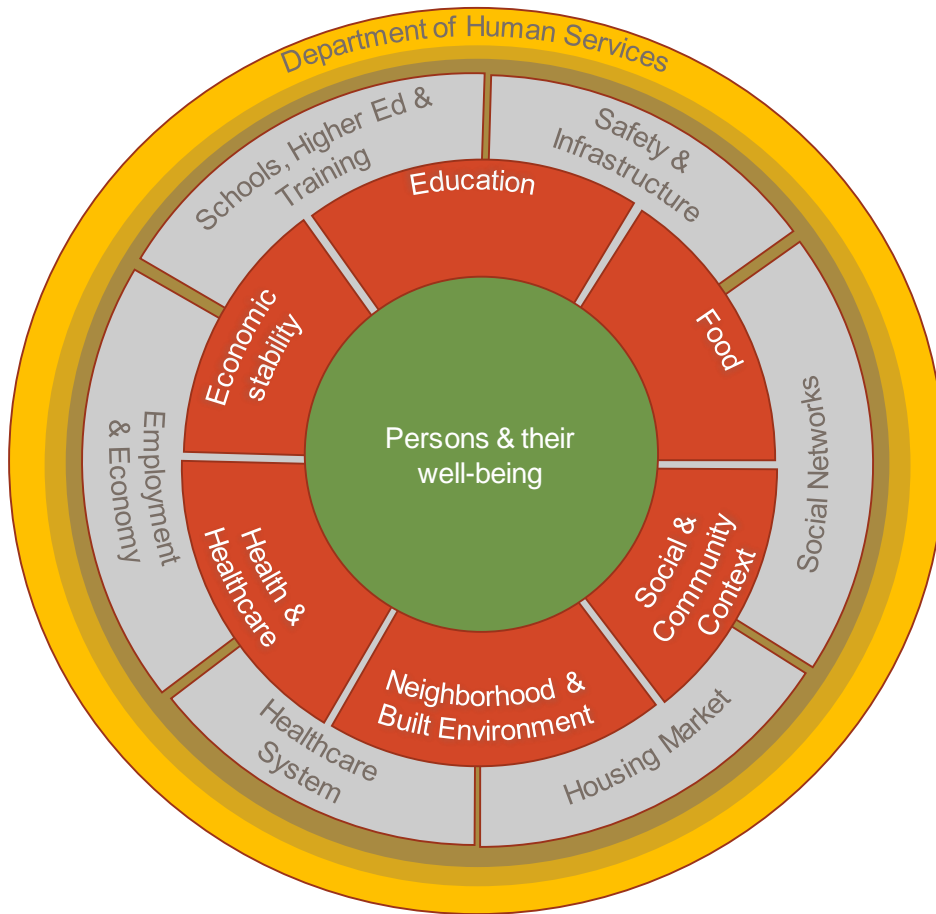 Department of Human Services
Schools, Higher Ed &
Training
Safety &
Infrastructure
Education
Economic
stability
Food
Employment
& Economy
Persons & their
well-being
Social Networks
Health &
Healthcare
Social &
Community
Context
Neighborhood &
Built Environment
Healthcare
System
Housing Market